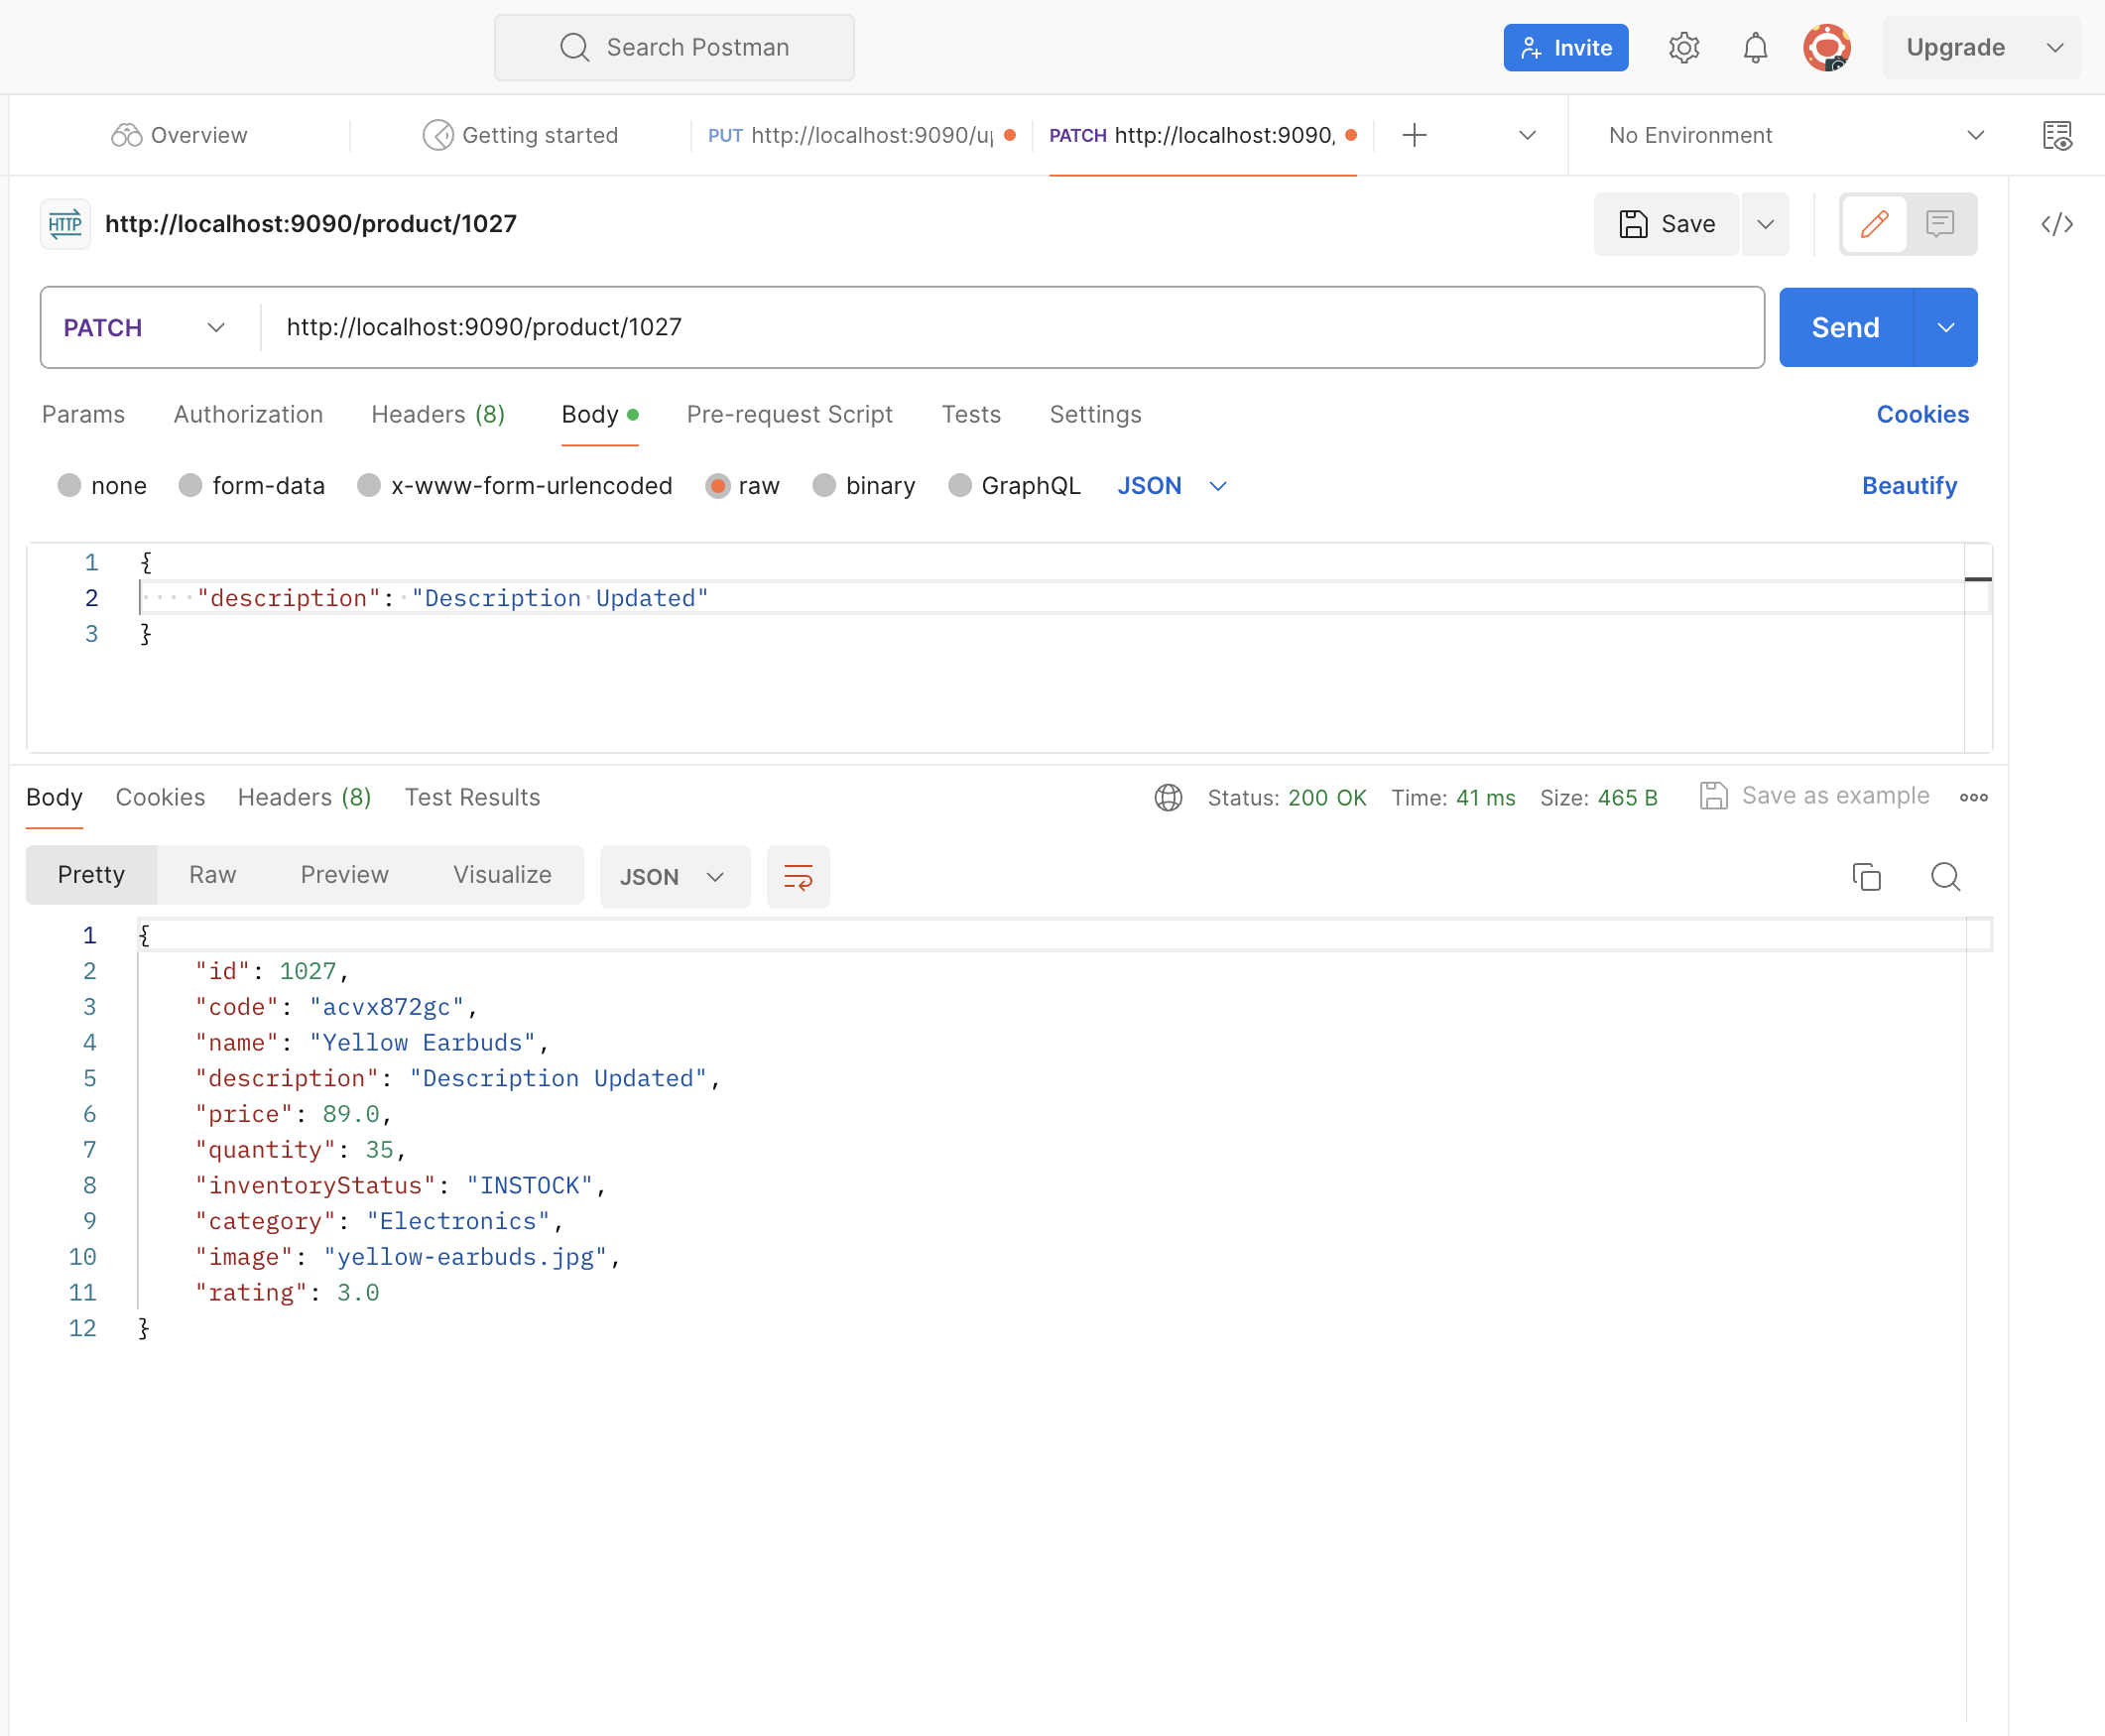 Search Postman
Invite
Upgrade
Overview
Getting started
PUT http://localhost:9090/u
PATCH http://localhost:9090,
No Environment
HTTP
http://localhost:9090/product/1027
Save
PATCH
http://localhost:9090/product/1027
Send
Params Authorization Headers (8) Body Pre-request Script Tests Settings Cookies
none form-data x-www-form-urlencoded raw binary GraphQL JSON Beautify
1 {
2 "description": "Description Updated"
3 }
Body Cookies Headers (8) Test Results Status: 200 OK Time: 41 ms Size: 465 B Save as example
Pretty Raw Preview Visualize JSON
1 {
2 "id": 1027,
3 "code": "acvx872gc",
4 "name": "Yellow Earbuds",
5 "description": "Description Updated",
6 "price": 89.0,
7 "quantity": 35,
8 "inventoryStatus": "INSTOCK",
9 "category": "Electronics",
10 "image": "yellow-earbuds.jpg",
11 "rating": 3.0
12 }